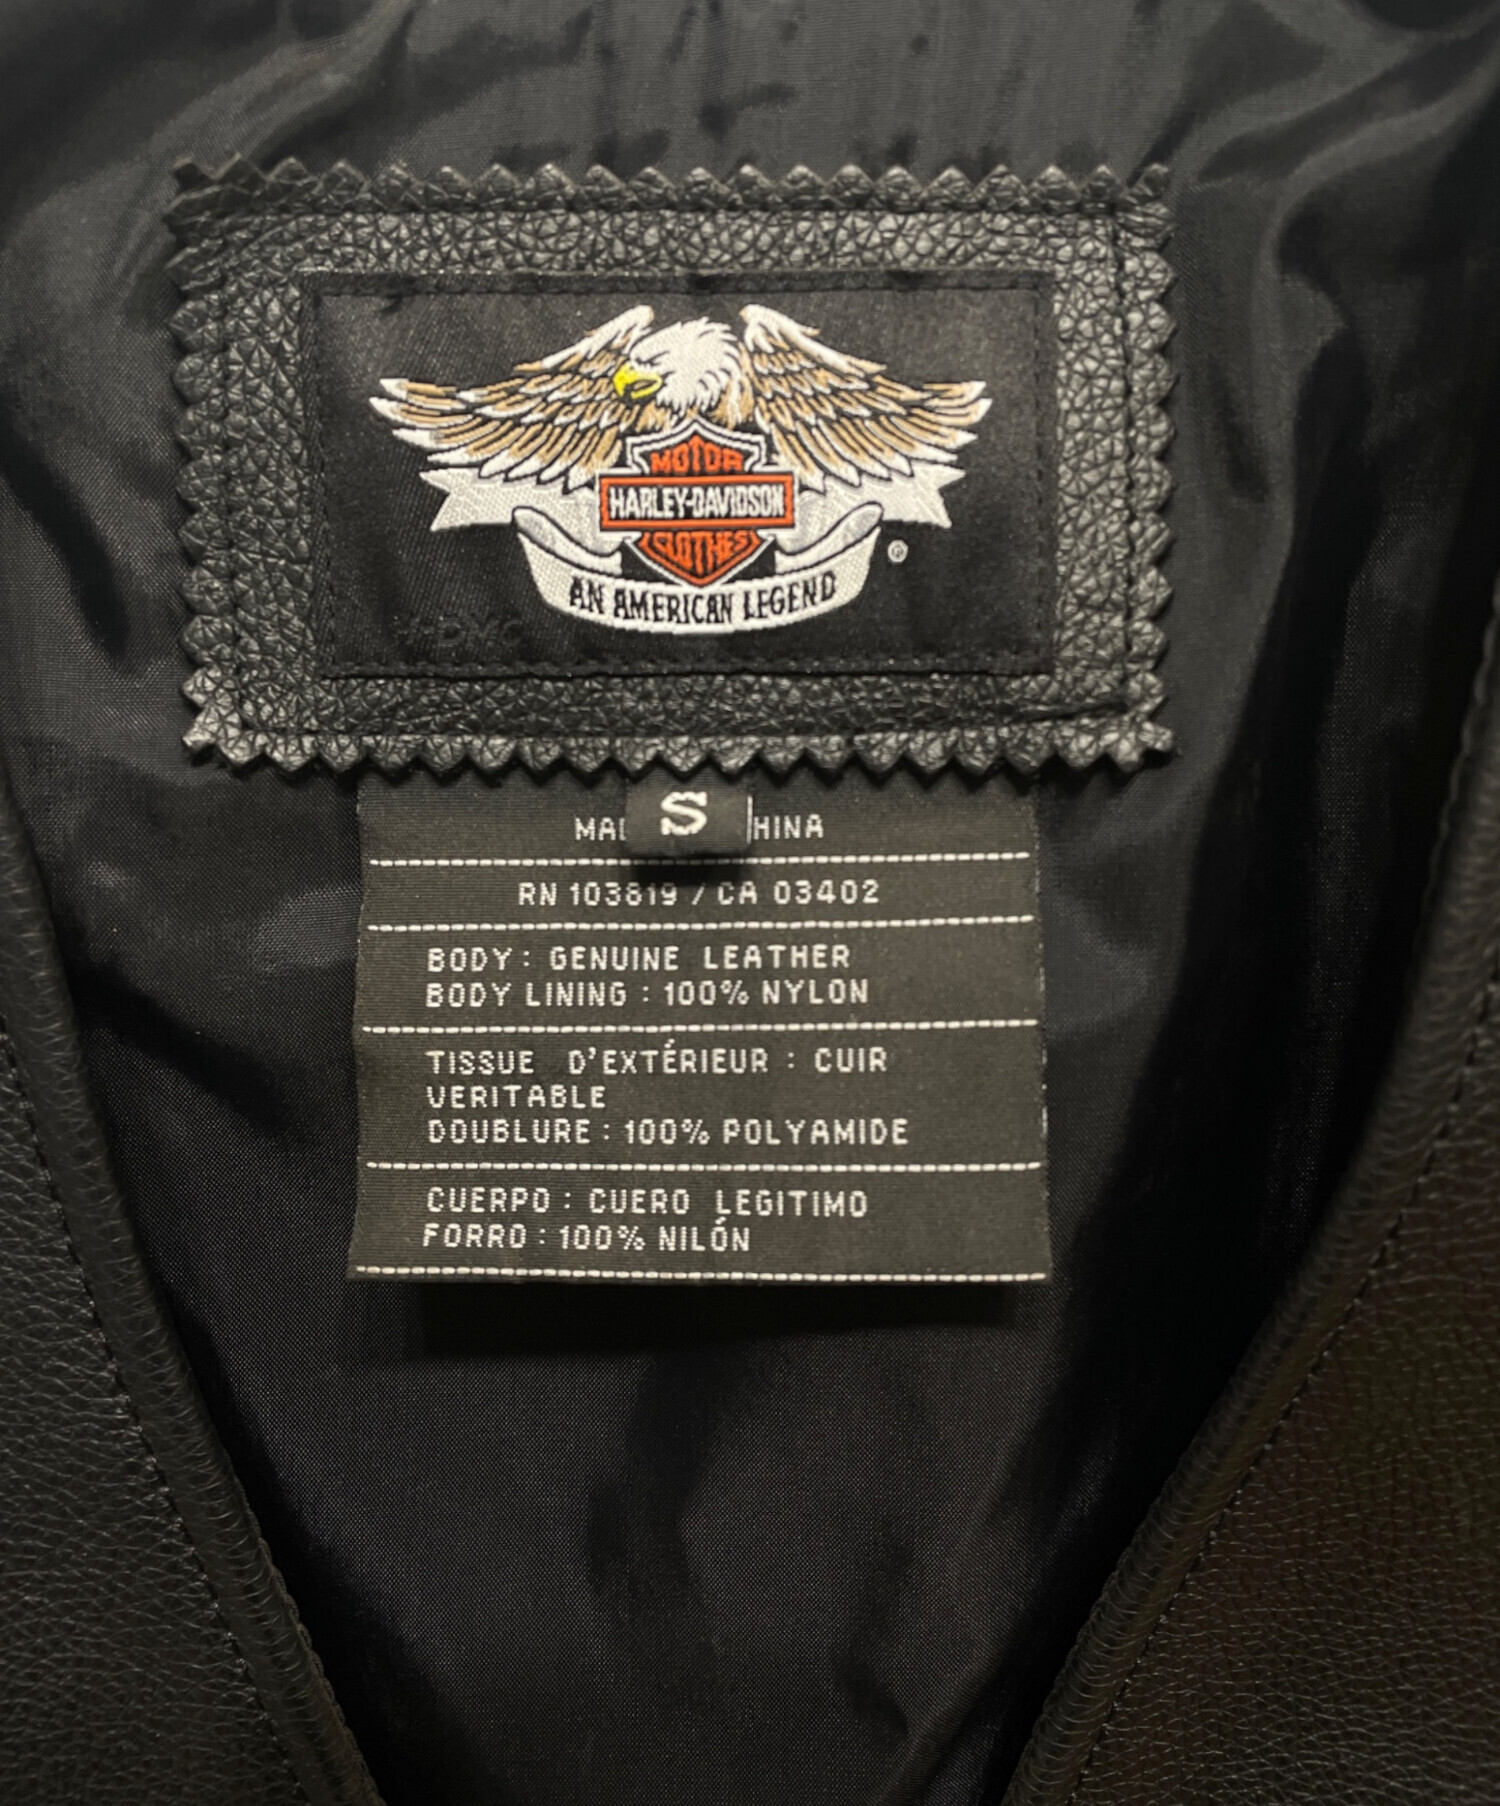 MOTOR
HARLEY-DAVIDSON
CLOTHES
®
AN AMERICAN LEGEND
S
RN 103819 / CA 03402
BODY : GENUINE LEATHER
BODY LINING : 100% NYLON
TISSUE D'EXTÉRIEUR : CUIR
VERITABLE
DOUBLURE : 100% POLYAMIDE
CUERPO : CUERO LEGITIMO
FORRO : 100% NILÓN